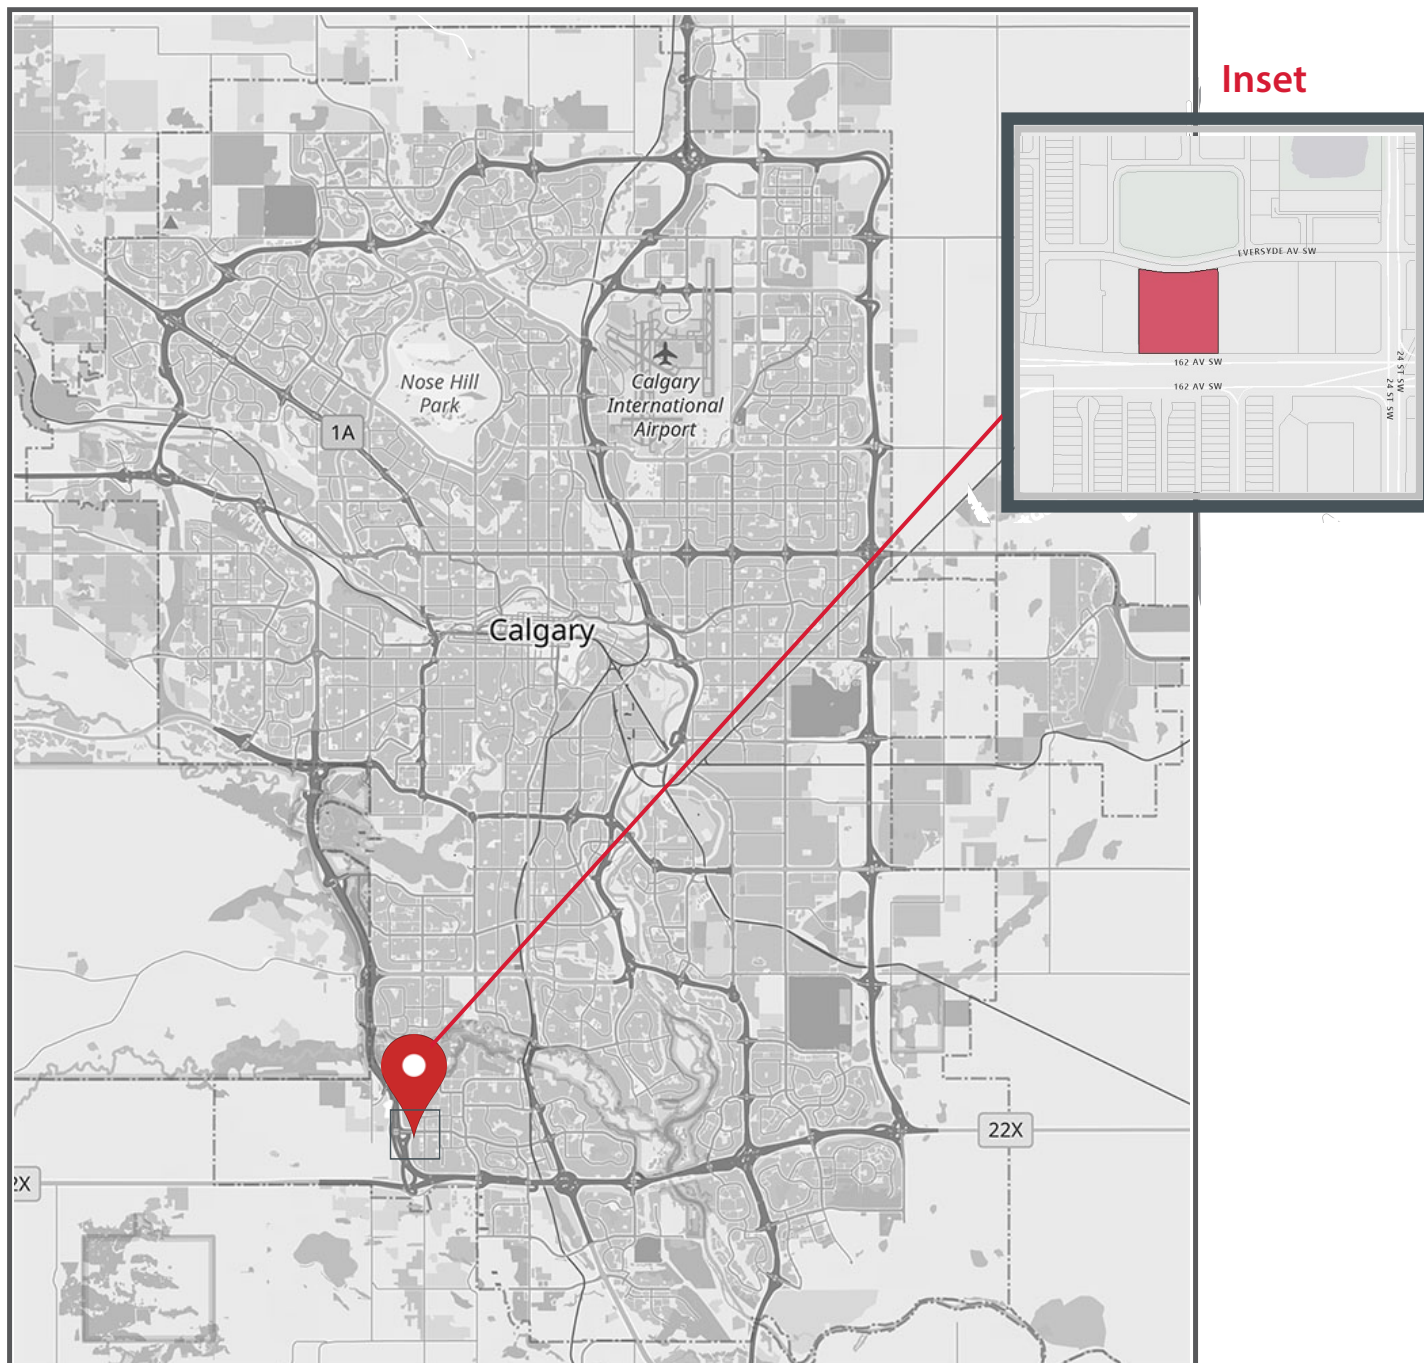 Inset
EVERSYDE AV SW
162 AV SW
24 ST SW
162 AV SW
24 ST SW
Nose Hill
Park
Calgary
International
Airport
1A
Calgary
22X
2X